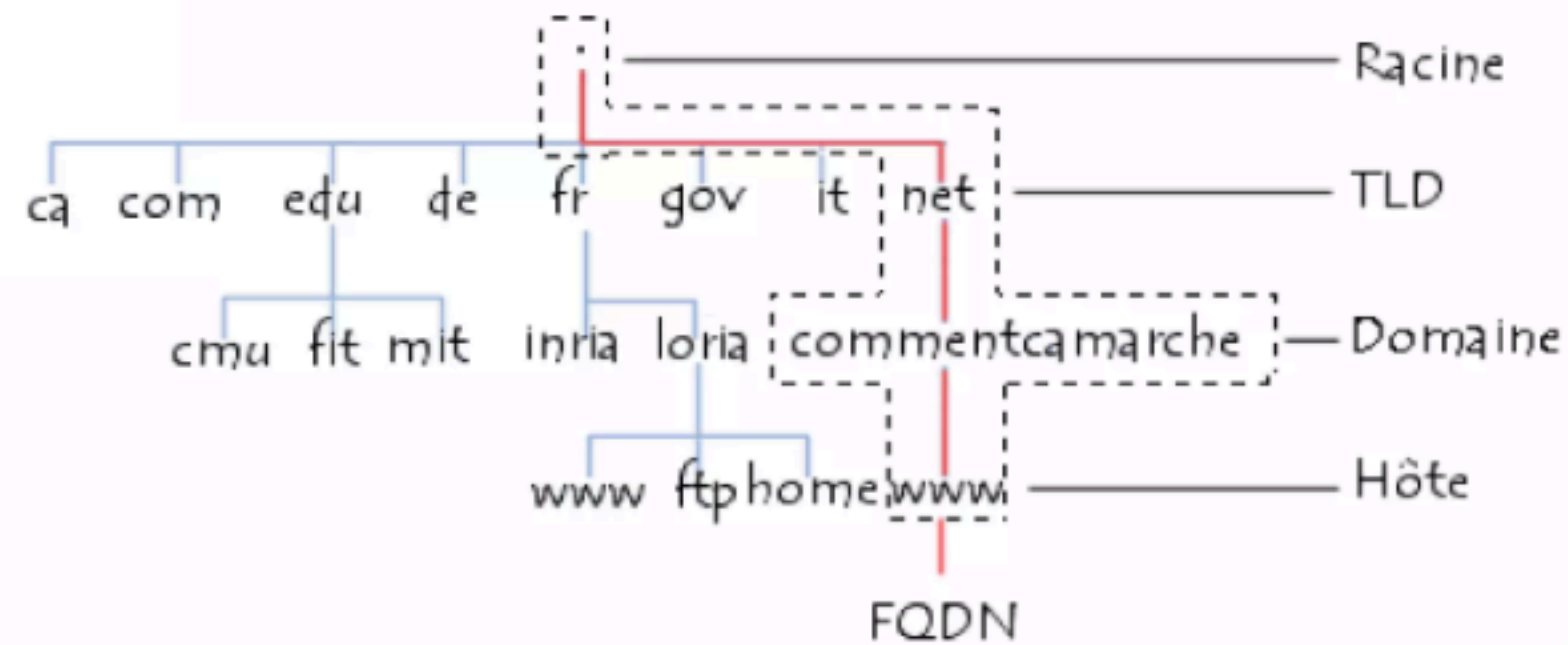 . Racine
ca com edu de fr gov it net TLD
cmu fit mit inria loria commentcamarche Domaine
www ftp home www Hôte
FQDN